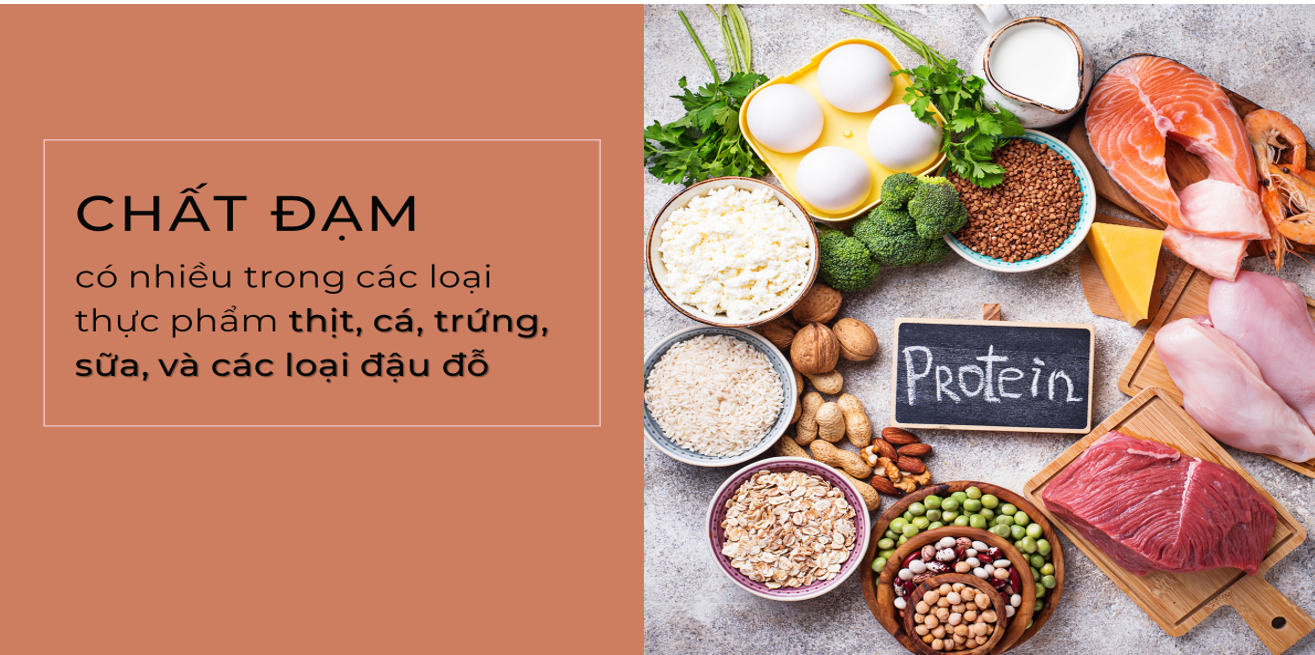 CHẤT ĐẠM
có nhiều trong các loại
thực phẩm thịt, cá, trứng,
sữa, và các loại đậu đỗ
Protein